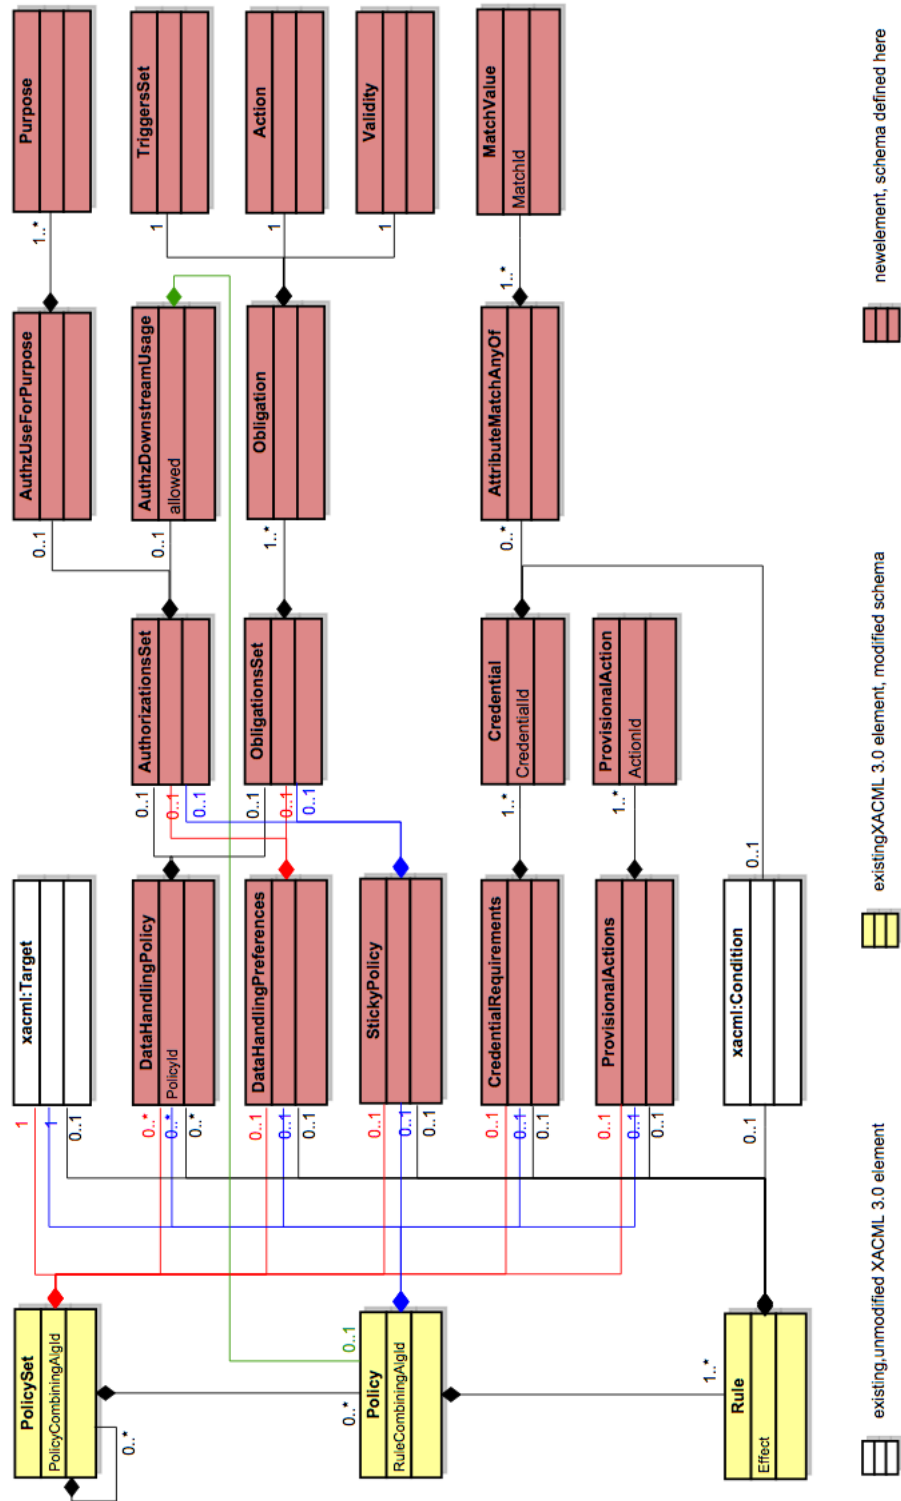 PolicySet
PolicyCombiningAlgId
0..*
1
1
0..1
xacml:Target
0..1
AuthzUseForPurpose
1..*
Purpose
0..*
0..*
0..*
DataHandlingPolicy
PolicyId
0..1
0..1
0..1
AuthorizationsSet
0..1
AuthzDownstreamUsage
allowed
1
TriggersSet
0..1
0..1
0..1
DataHandlingPreferences
0..1
0..1
0..1
ObligationsSet
1..*
Obligation
1
Action
0..*
0..1
Policy
RuleCombiningAlgId
0..1
0..1
0..1
StickyPolicy
1
Validity
0..1
0..1
0..1
CredentialRequirements
1..*
Credential
CredentialId
0..*
AttributeMatchAnyOf
1..*
MatchValue
MatchId
0..1
0..1
0..1
ProvisionalActions
1..*
ProvisionalAction
ActionId
1..*
Rule
Effect
0..1
xacml:Condition
0..1
existing,unmodified XACML 3.0 element
existingXACML 3.0 element, modified schema
newelement, schema defined here